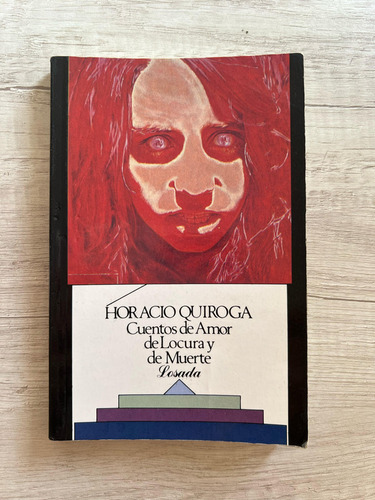 HORACIO QUIROGA
Cuentos de Amor
de Locura y
de Muerte
Losada